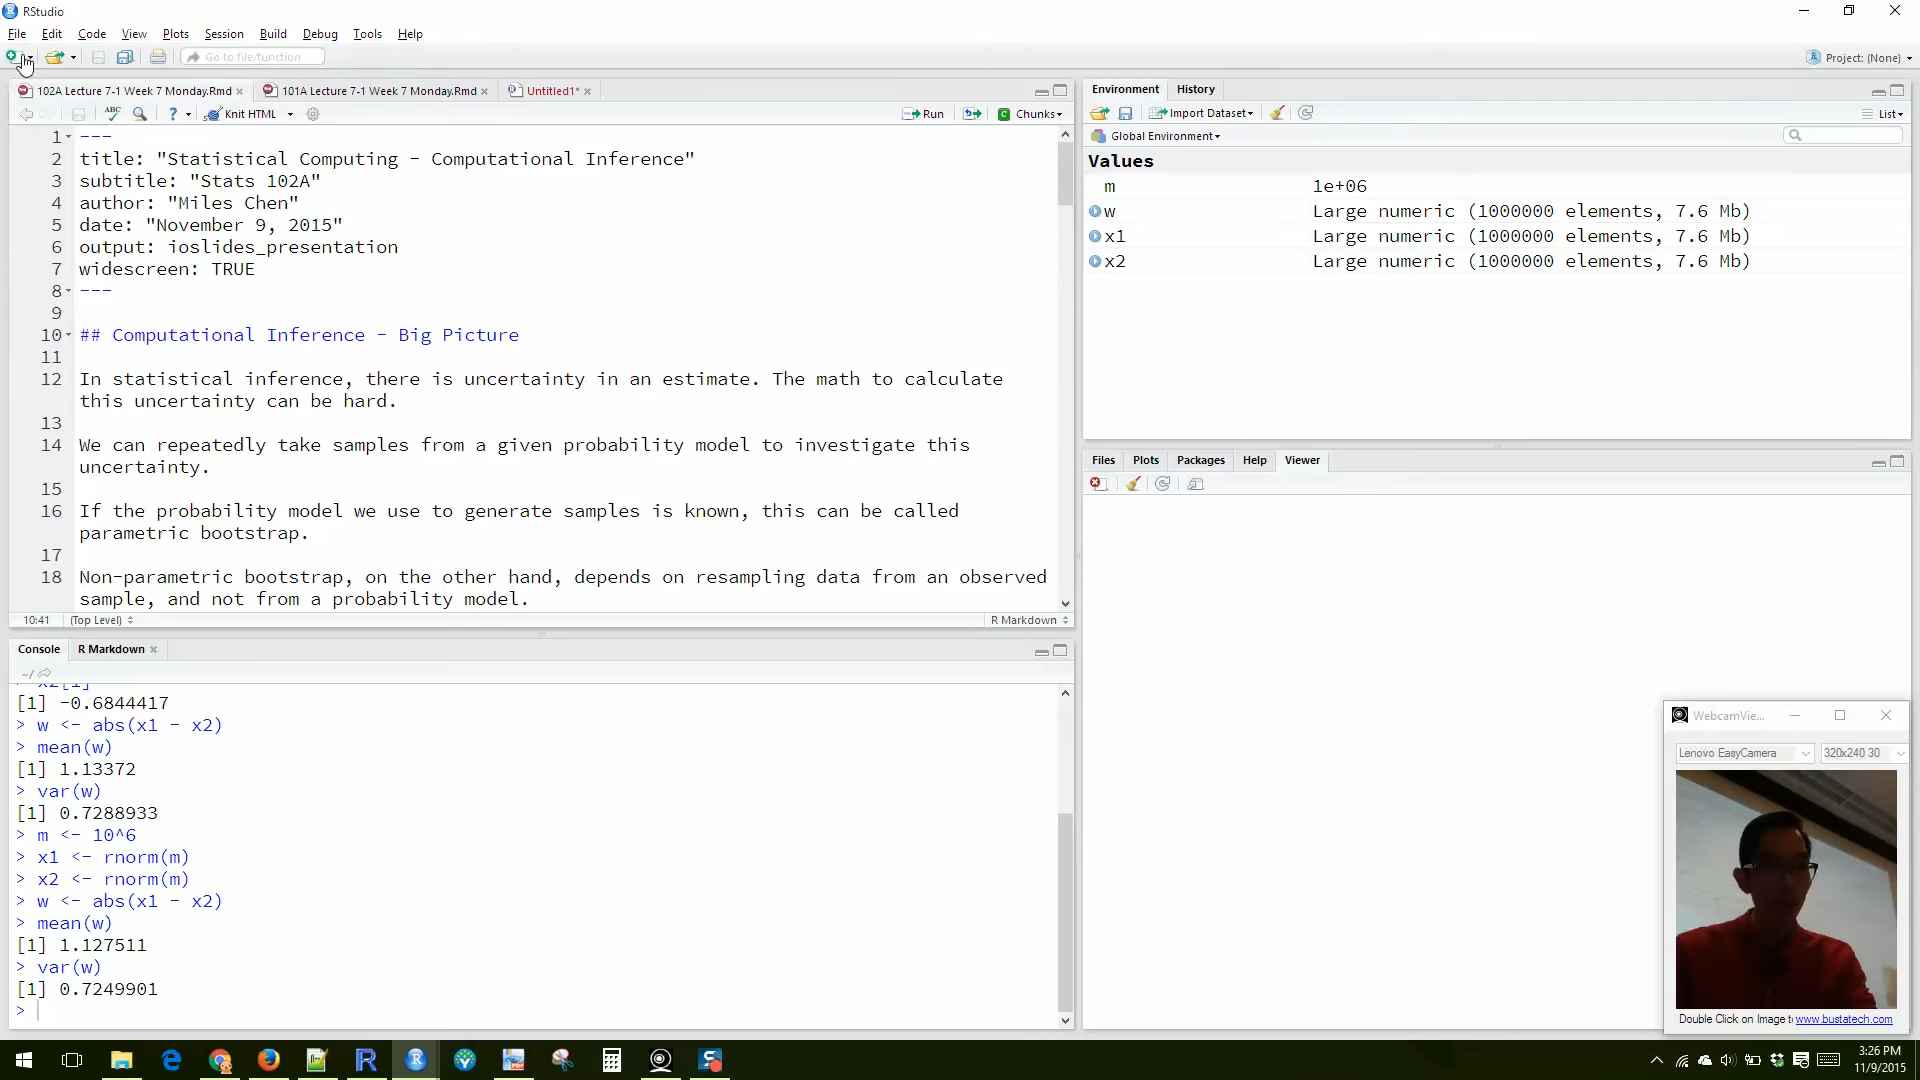 RStudio
File Edit Code View Plots Session Build Debug Tools Help
Go to file/function
Project: (None)
102A Lecture 7-1 Week 7 Monday.Rmd
101A Lecture 7-1 Week 7 Monday.Rmd
Untitled1*
ABC
Knit HTML
Run
Chunks
1 ---
2 title: "Statistical Computing - Computational Inference"
3 subtitle: "Stats 102A"
4 author: "Miles Chen"
5 date: "November 9, 2015"
6 output: ioslides_presentation
7 widescreen: TRUE
8 ---
9
10 ## Computational Inference - Big Picture
11
12 In statistical inference, there is uncertainty in an estimate. The math to calculate
this uncertainty can be hard.
13
14 We can repeatedly take samples from a given probability model to investigate this
uncertainty.
15
16 If the probability model we use to generate samples is known, this can be called
parametric bootstrap.
17
18 Non-parametric bootstrap, on the other hand, depends on resampling data from an observed
sample, and not from a probability model.
10:41 (Top Level) R Markdown
Console R Markdown
~/
x2[1]
[1] -0.6844417
> w <- abs(x1 - x2)
> mean(w)
[1] 1.13372
> var(w)
[1] 0.7288933
> m <- 10^6
> x1 <- rnorm(m)
> x2 <- rnorm(m)
> w <- abs(x1 - x2)
> mean(w)
[1] 1.127511
> var(w)
[1] 0.7249901
>
Environment History
Import Dataset
List
Global Environment
Values
m 1e+06
w Large numeric (1000000 elements, 7.6 Mb)
x1 Large numeric (1000000 elements, 7.6 Mb)
x2 Large numeric (1000000 elements, 7.6 Mb)
Files Plots Packages Help Viewer
WebcamVie...
Lenovo EasyCamera 320x240 30
Double Click on Image t www.bustatech.com
3:26 PM
11/9/2015